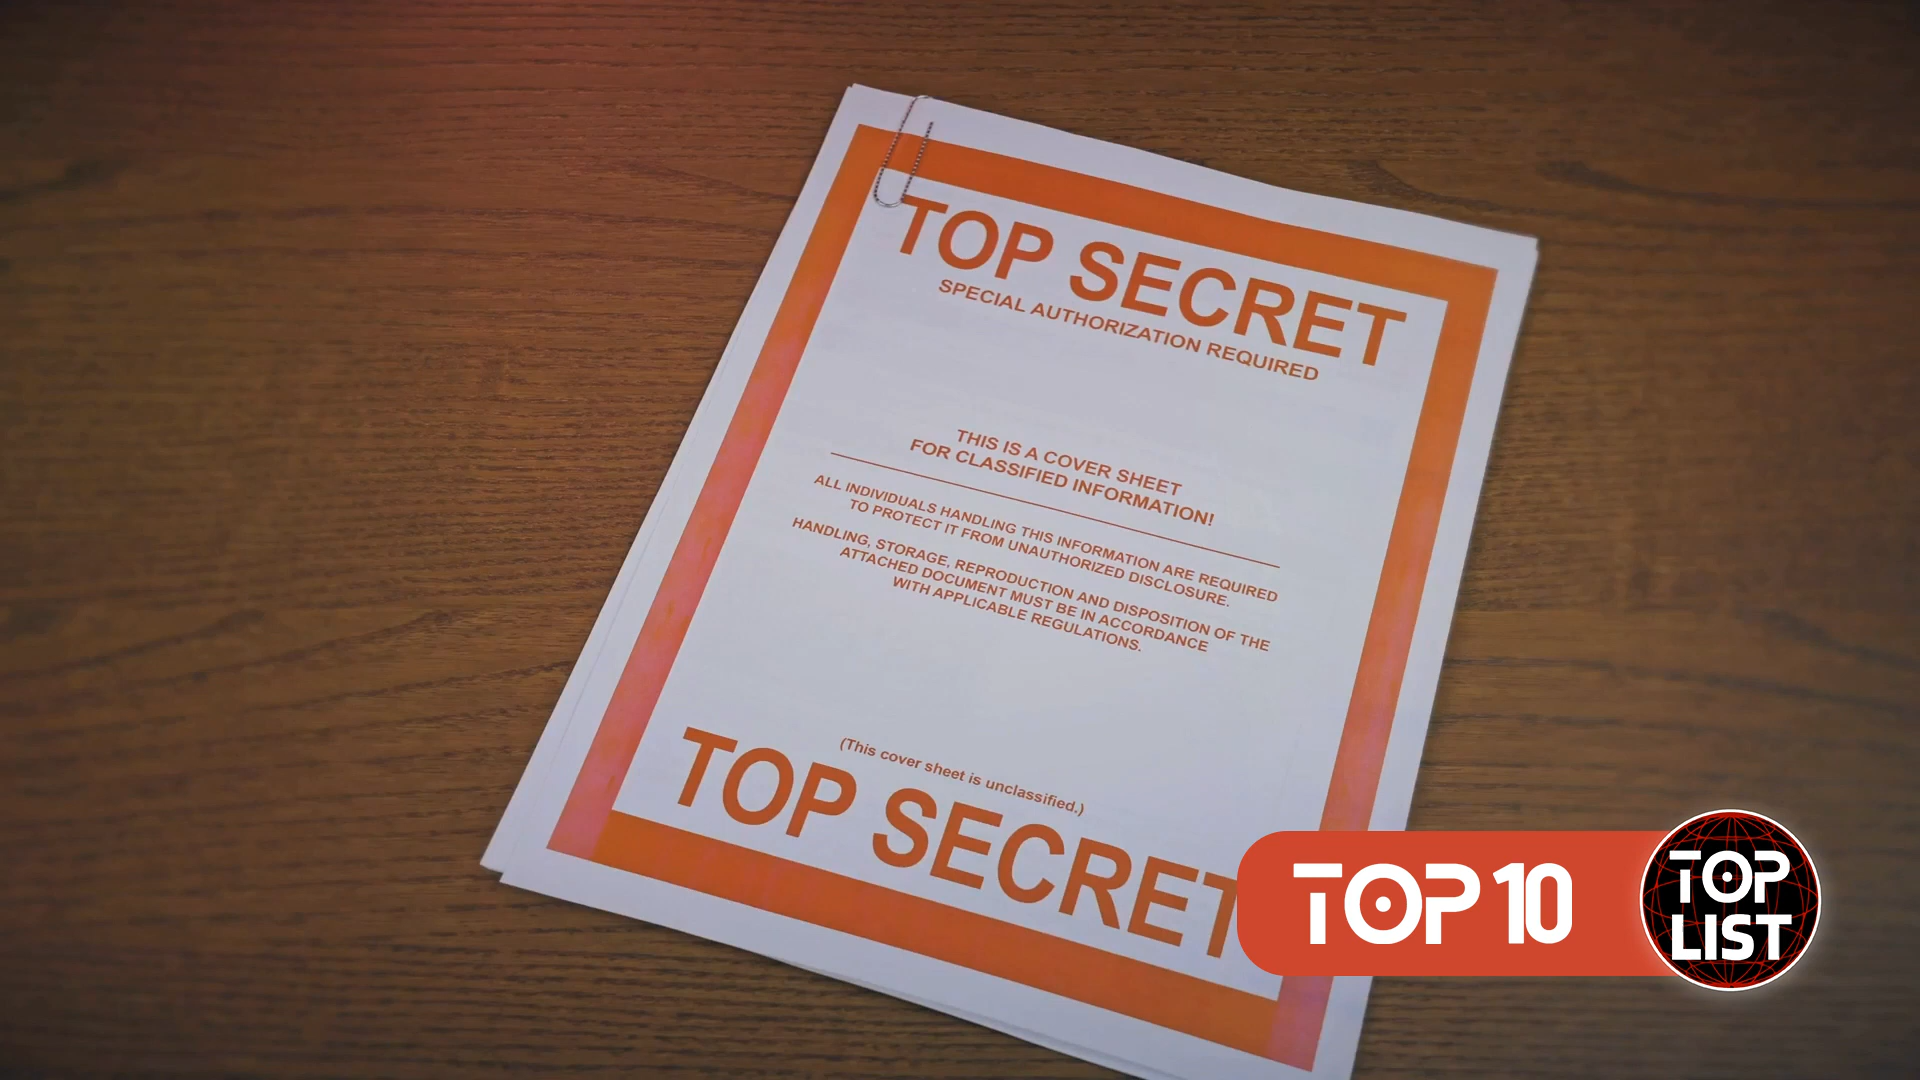 TOP SECRET
SPECIAL AUTHORIZATION REQUIRED
THIS IS A COVER SHEET
FOR CLASSIFIED INFORMATION!
ALL INDIVIDUALS HANDLING THIS INFORMATION ARE REQUIRED
TO PROTECT IT FROM UNAUTHORIZED DISCLOSURE.
HANDLING, STORAGE, REPRODUCTION AND DISPOSITION OF THE
ATTACHED DOCUMENT MUST BE IN ACCORDANCE
WITH APPLICABLE REGULATIONS.
(This cover sheet is unclassified.)
TOP SECRET
TOP 10
TOP
LIST